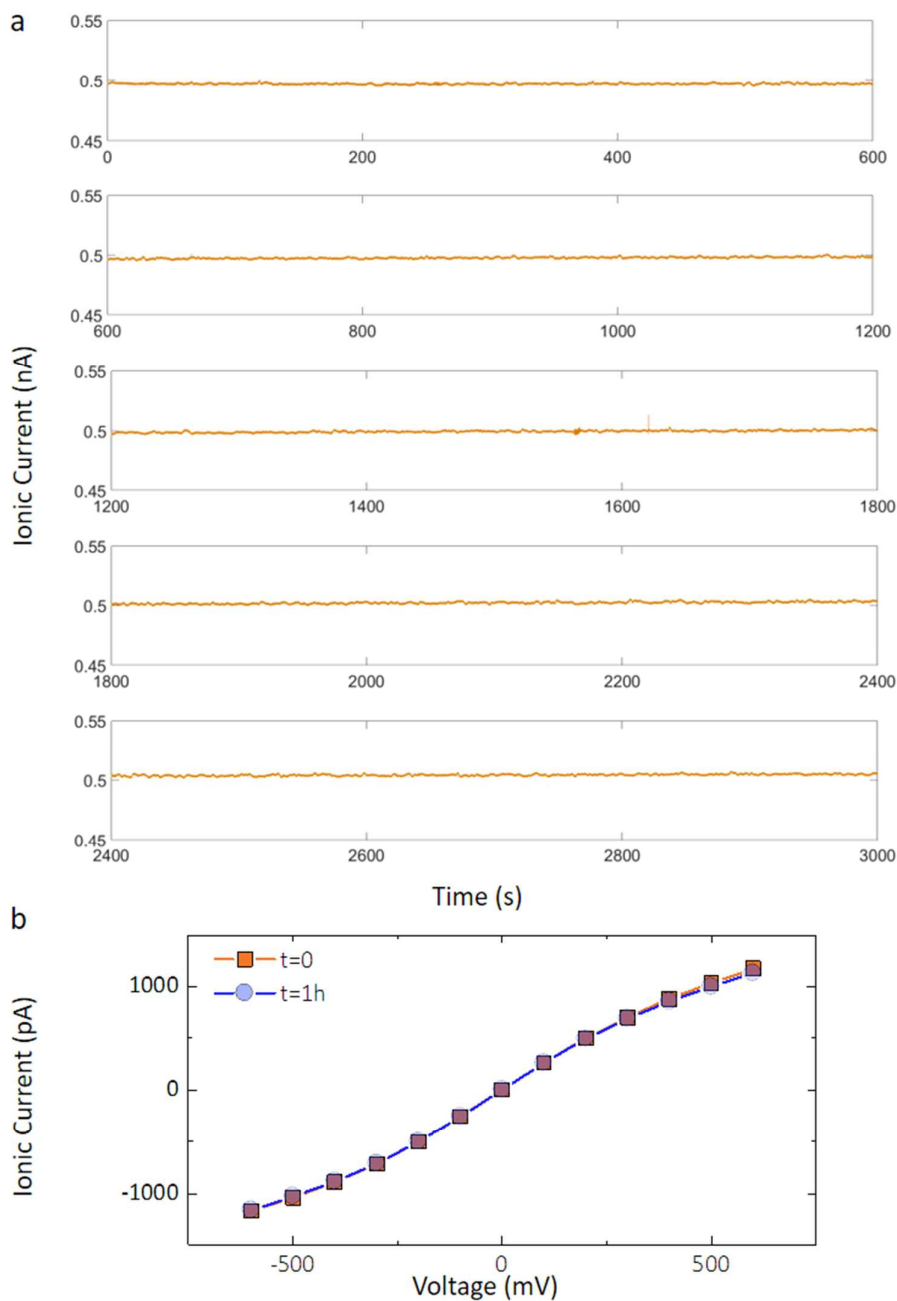 a
0.55
0.5
0.45
0 200 400 600
0.55
0.5
0.45
600 800 1000 1200
0.55
0.5
0.45
1200 1400 1600 1800
0.55
0.5
0.45
1800 2000 2200 2400
0.55
0.5
0.45
2400 2600 2800 3000
Ionic Current (nA)
Time (s)
b
t=0
t=1h
1000
0
-1000
Ionic Current (pA)
-500 0 500
Voltage (mV)